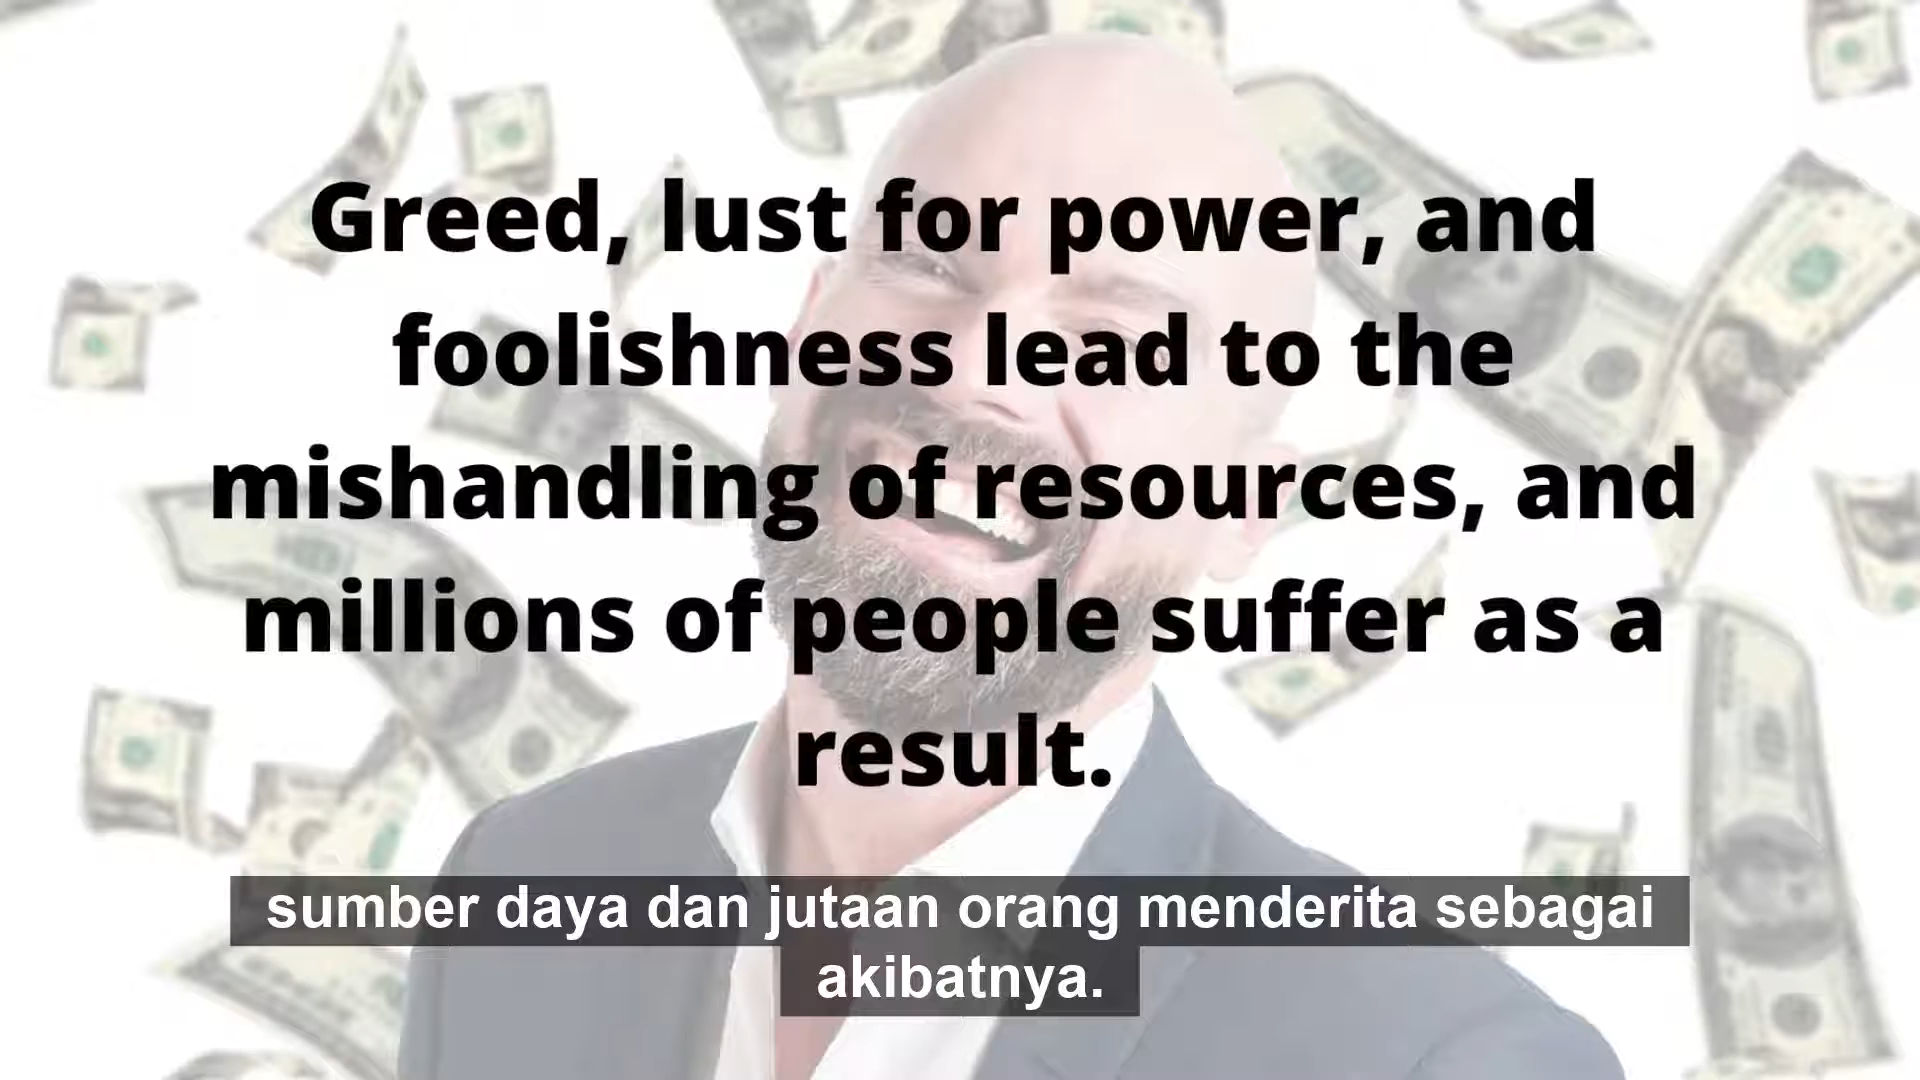 Greed, lust for power, and
foolishness lead to the
mishandling of resources, and
millions of people suffer as a
result.
sumber daya dan jutaan orang menderita sebagai
akibatnya.